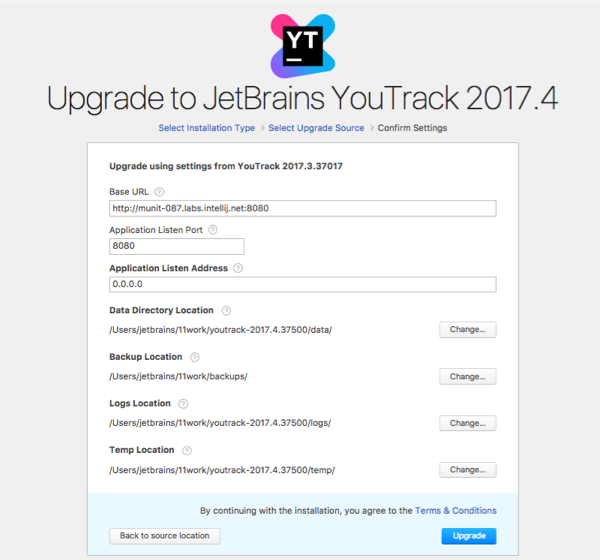 YT
Upgrade to JetBrains YouTrack 2017.4
Select Installation Type > Select Upgrade Source > Confirm Settings
Upgrade using settings from YouTrack 2017.3.37017
Base URL ?
http://munit-087.labs.intellij.net:8080
Application Listen Port ?
8080
Application Listen Address ?
0.0.0.0
Data Directory Location ?
/Users/jetbrains/11work/youtrack-2017.4.37500/data/ Change...
Backup Location ?
/Users/jetbrains/11work/backups/ Change...
Logs Location ?
/Users/jetbrains/11work/youtrack-2017.4.37500/logs/ Change...
Temp Location ?
/Users/jetbrains/11work/youtrack-2017.4.37500/temp/ Change...
By continuing with the installation, you agree to the Terms & Conditions
Back to source location Upgrade